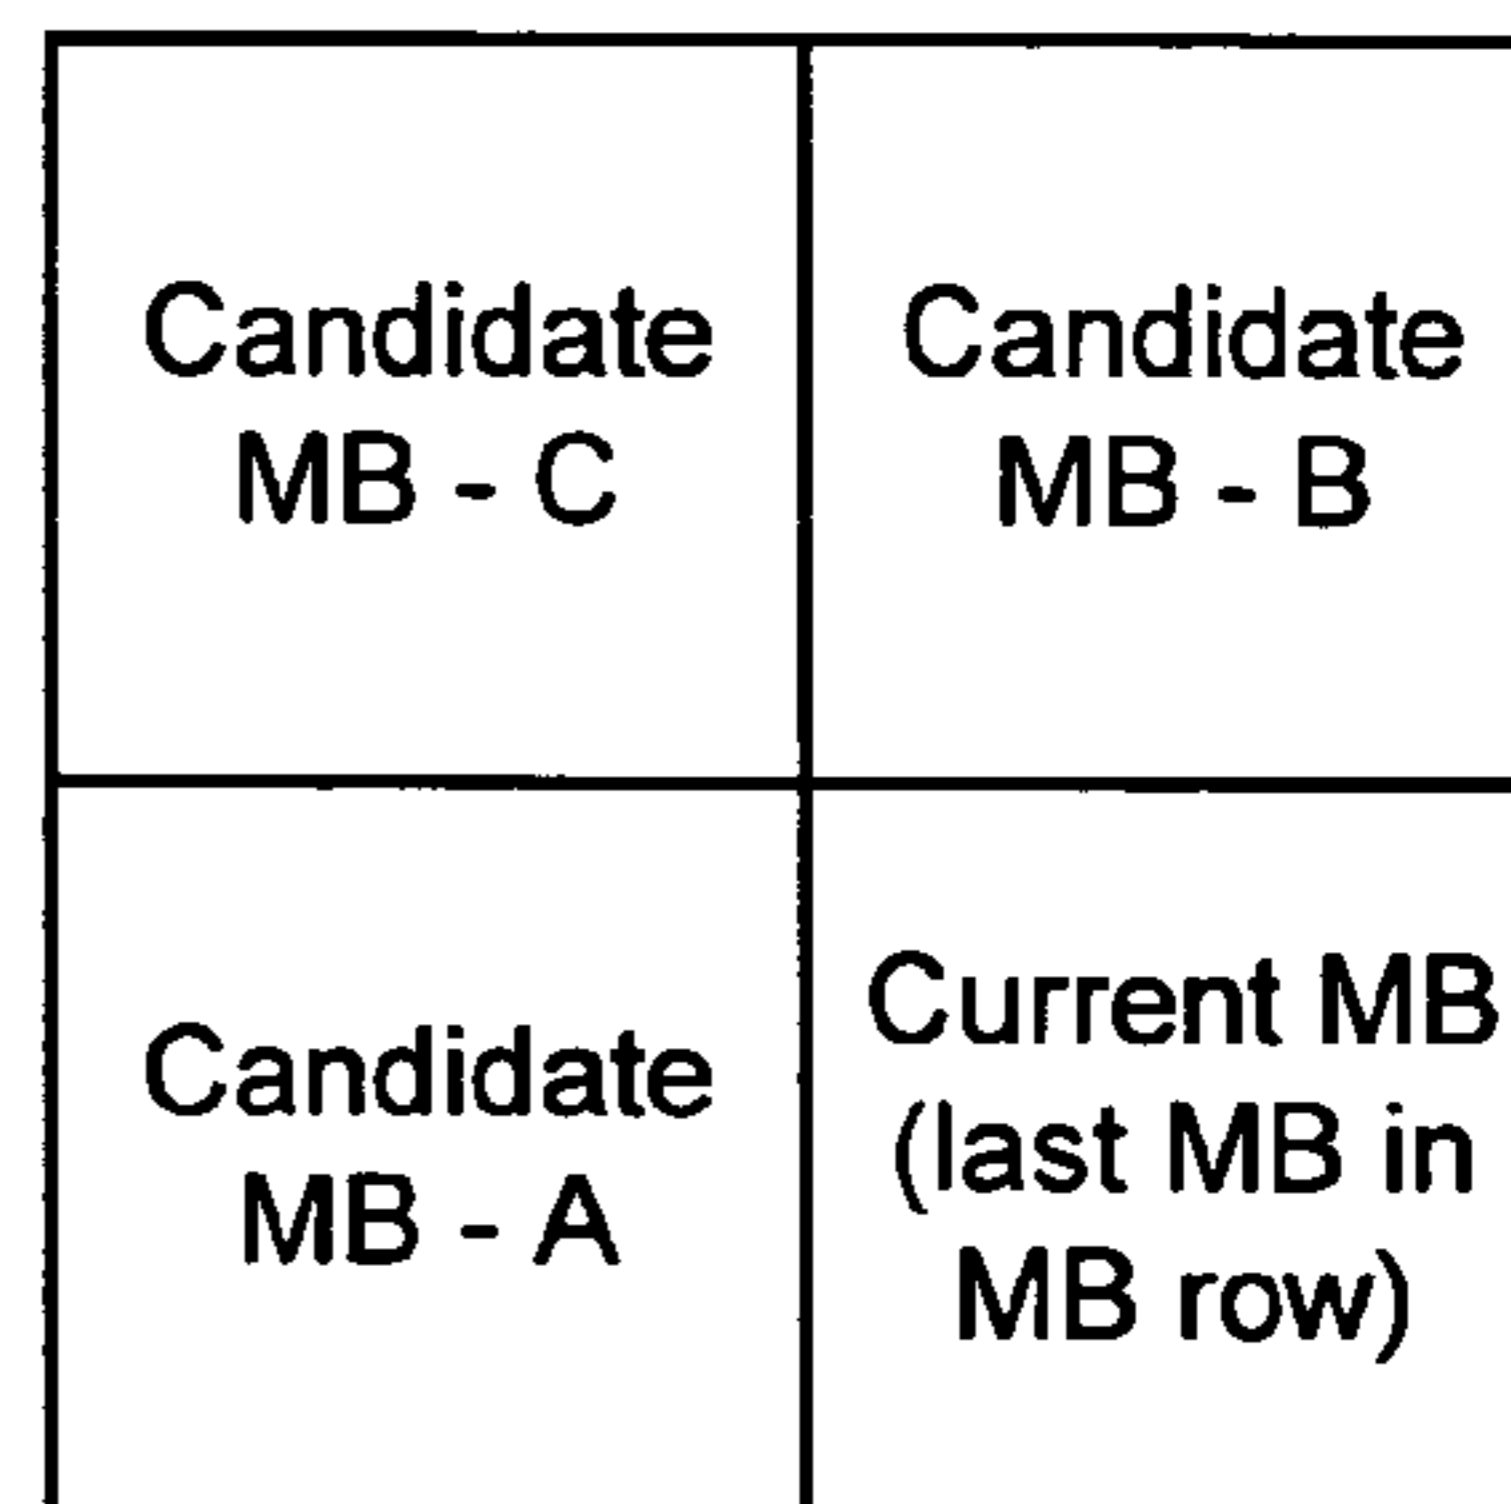 Candidate
MB - C
Candidate
MB - B
Candidate
MB - A
Current MB
(last MB in
MB row)